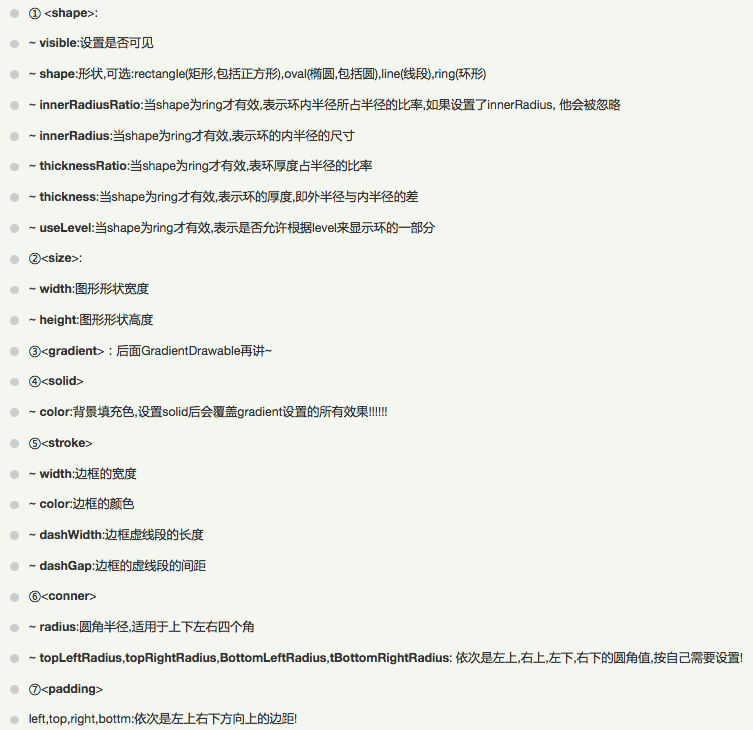 ① <shape>:
~ visible:设置是否可见
~ shape:形状,可选:rectangle(矩形,包括正方形),oval(椭圆,包括圆),line(线段),ring(环形)
~ innerRadiusRatio:当shape为ring才有效,表示环内半径所占半径的比率,如果设置了innerRadius, 他会被忽略
~ innerRadius:当shape为ring才有效,表示环的内半径的尺寸
~ thicknessRatio:当shape为ring才有效,表环厚度占半径的比率
~ thickness:当shape为ring才有效,表示环的厚度,即外半径与内半径的差
~ useLevel:当shape为ring才有效,表示是否允许根据level来显示环的一部分
②<size>:
~ width:图形形状宽度
~ height:图形形状高度
③<gradient>：后面GradientDrawable再讲~
④<solid>
~ color:背景填充色,设置solid后会覆盖gradient设置的所有效果!!!!!!
⑤<stroke>
~ width:边框的宽度
~ color:边框的颜色
~ dashWidth:边框虚线段的长度
~ dashGap:边框的虚线段的间距
⑥<conner>
~ radius:圆角半径,适用于上下左右四个角
~ topLeftRadius,topRightRadius,BottomLeftRadius,tBottomRightRadius: 依次是左上,右上,左下,右下的圆角值,按自己需要设置!
⑦<padding>
left,top,right,bottm:依次是左上右下方向上的边距!